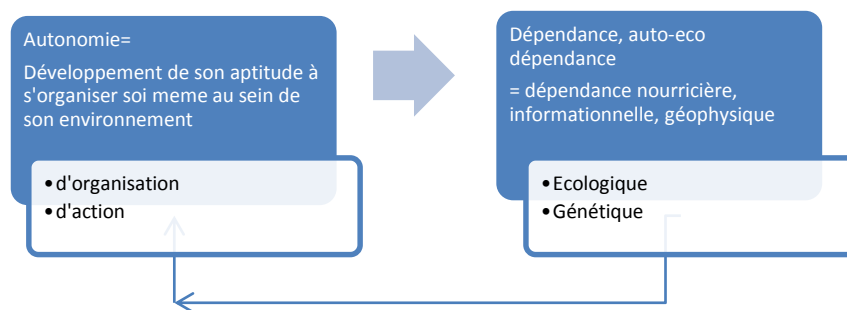 Autonomie=
Développement de son aptitude à
s'organiser soi meme au sein de
son environnement
•d'organisation
•d'action
Dépendance, auto-eco
dépendance
= dépendance nourricière,
informationnelle, géophysique
•Ecologique
•Génétique